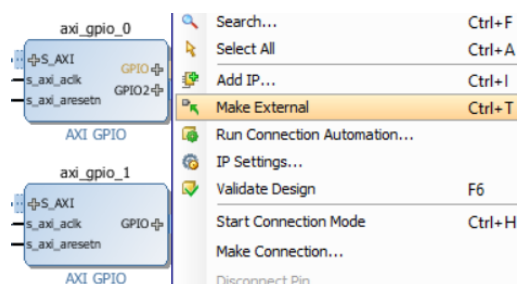 axi_gpio_0
S_AXI
s_axi_aclk
s_axi_aresetn
GPIO
GPIO2
AXI GPIO
axi_gpio_1
S_AXI
s_axi_aclk
s_axi_aresetn
GPIO
AXI GPIO
Search... Ctrl+F
Select All Ctrl+A
Add IP... Ctrl+I
Make External Ctrl+T
Run Connection Automation...
IP Settings...
Validate Design F6
Start Connection Mode Ctrl+H
Make Connection...
Disconnect Pin